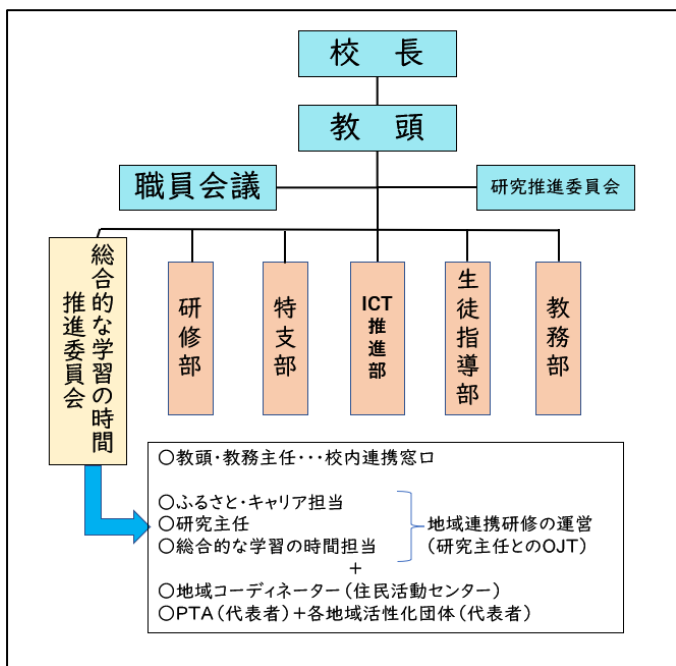 校　長
教　頭
職員会議
研究推進委員会
総合的な学習の時間
推進委員会
研修部
特支部
ICT
推進部
生徒指導部
教務部
○教頭・教務主任・・・校内連携窓口
○ふるさと・キャリア担当
○研究主任
○総合的な学習の時間担当
地域連携研修の運営
(研究主任とのOJT)
+
○地域コーディネーター(住民活動センター)
○PTA(代表者)+各地域活性化団体(代表者)